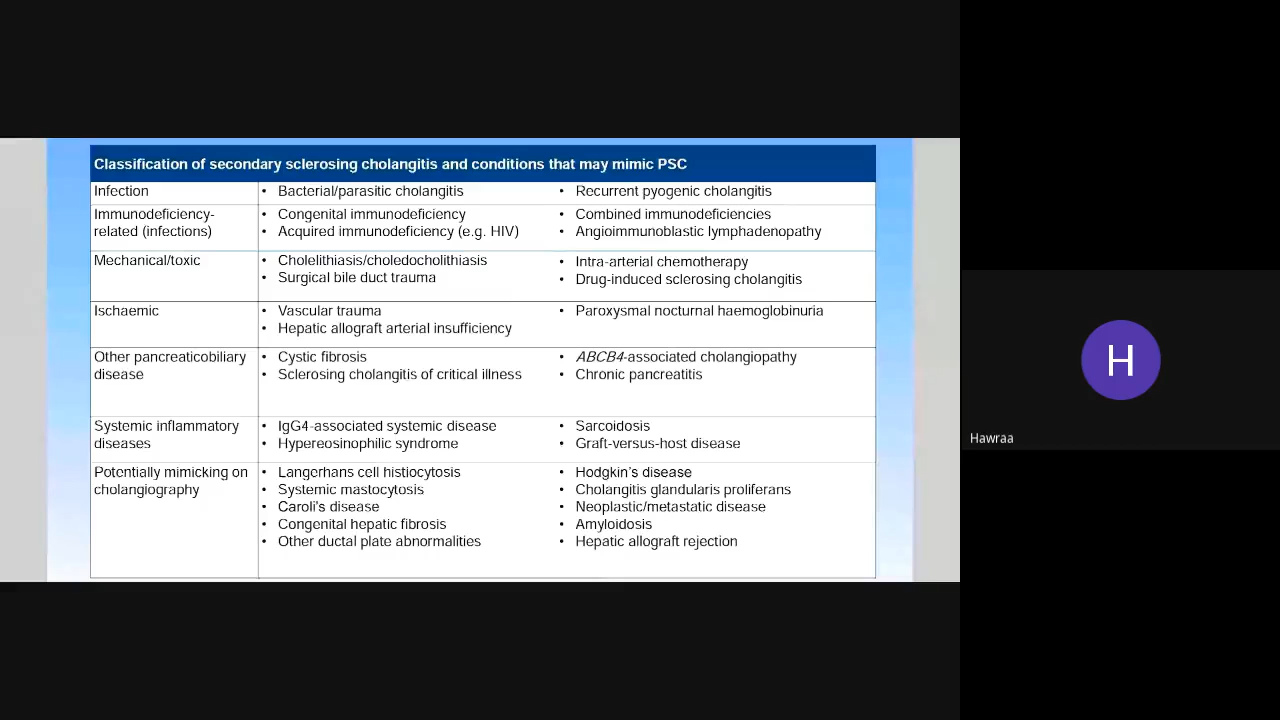 Classification of secondary sclerosing cholangitis and conditions that may mimic PSC
Infection
• Bacterial/parasitic cholangitis
• Recurrent pyogenic cholangitis
Immunodeficiency-
related (infections)
• Congenital immunodeficiency
• Acquired immunodeficiency (e.g. HIV)
• Combined immunodeficiencies
• Angioimmunoblastic lymphadenopathy
Mechanical/toxic
• Cholelithiasis/choledocholithiasis
• Surgical bile duct trauma
• Intra-arterial chemotherapy
• Drug-induced sclerosing cholangitis
Ischaemic
• Vascular trauma
• Hepatic allograft arterial insufficiency
• Paroxysmal nocturnal haemoglobinuria
Other pancreaticobiliary
disease
• Cystic fibrosis
• Sclerosing cholangitis of critical illness
• ABCB4-associated cholangiopathy
• Chronic pancreatitis
Systemic inflammatory
diseases
• IgG4-associated systemic disease
• Hypereosinophilic syndrome
• Sarcoidosis
• Graft-versus-host disease
Potentially mimicking on
cholangiography
• Langerhans cell histiocytosis
• Systemic mastocytosis
• Caroli's disease
• Congenital hepatic fibrosis
• Other ductal plate abnormalities
• Hodgkin's disease
• Cholangitis glandularis proliferans
• Neoplastic/metastatic disease
• Amyloidosis
• Hepatic allograft rejection
H
Hawraa